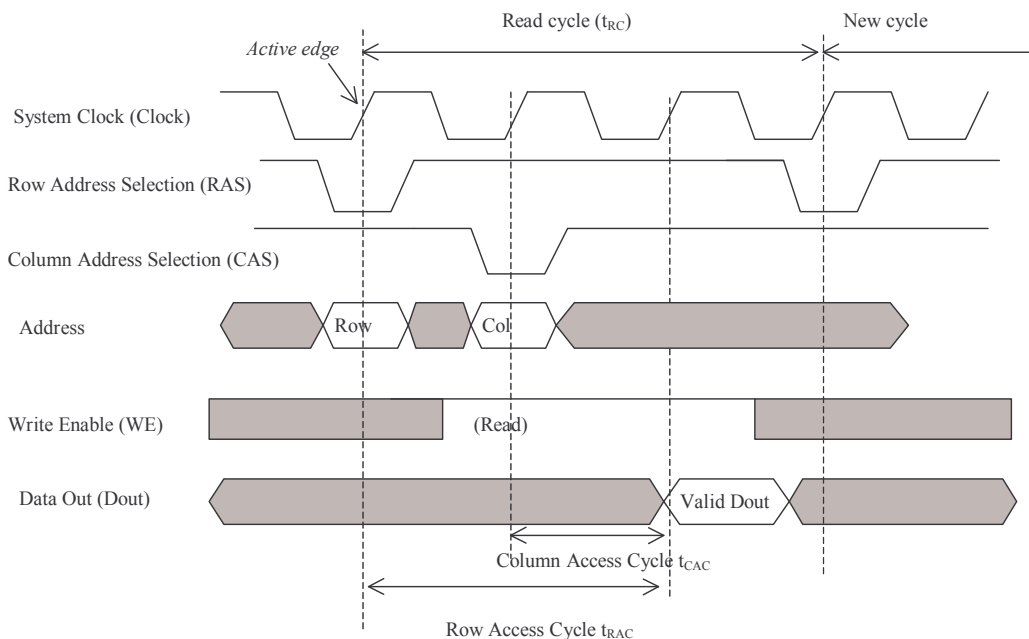 Read cycle (tRC)
New cycle
Active edge
System Clock (Clock)
Row Address Selection (RAS)
Column Address Selection (CAS)
Address
Row
Col
Write Enable (WE)
(Read)
Data Out (Dout)
Valid Dout
Column Access Cycle tCAC
Row Access Cycle tRAC